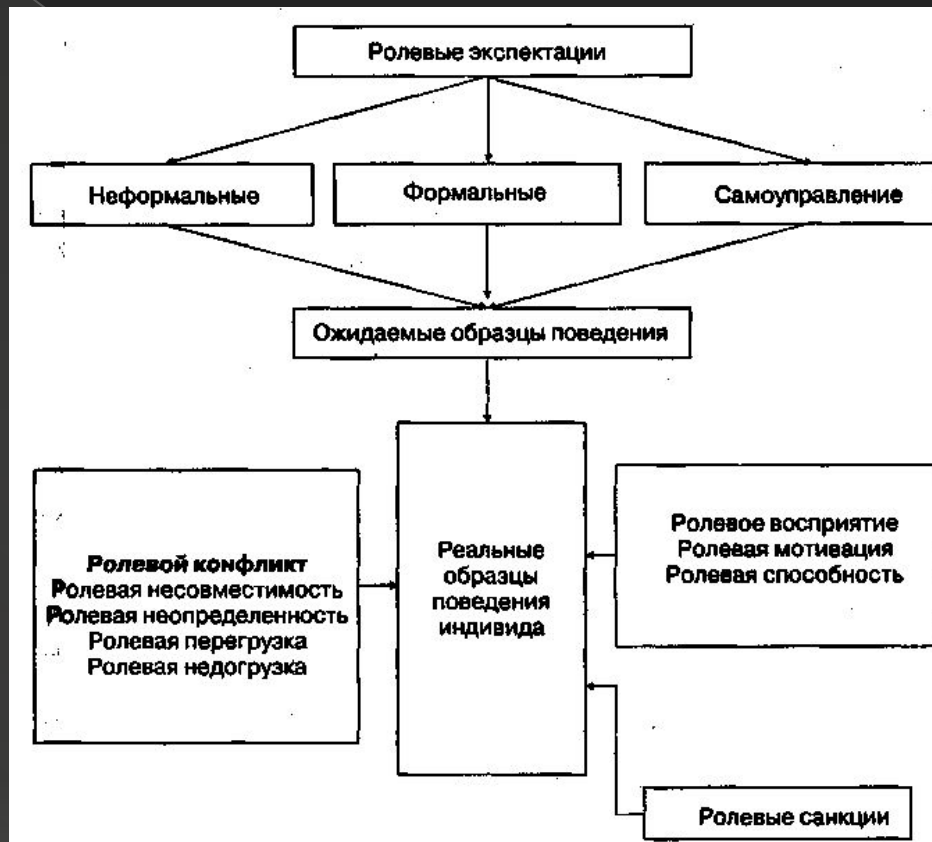 Ролевые экспектации
Неформальные
Формальные
Самоуправление
Ожидаемые образцы поведения
Ролевой конфликт
Ролевая несовместимость
Ролевая неопределенность
Ролевая перегрузка
Ролевая недогрузка
Реальные
образцы
поведения
индивида
Ролевое восприятие
Ролевая мотивация
Ролевая способность
Ролевые санкции